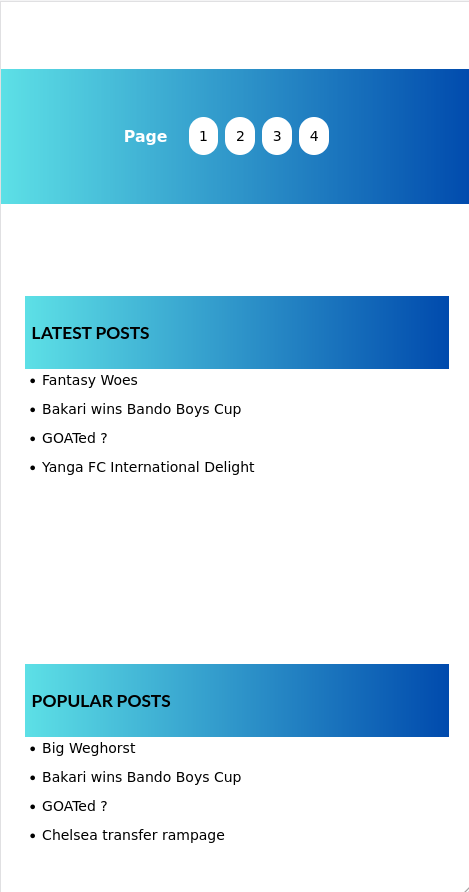 Page 1 2 3 4
LATEST POSTS
• Fantasy Woes
• Bakari wins Bando Boys Cup
• GOATed ?
• Yanga FC International Delight
POPULAR POSTS
• Big Weghorst
• Bakari wins Bando Boys Cup
• GOATed ?
• Chelsea transfer rampage